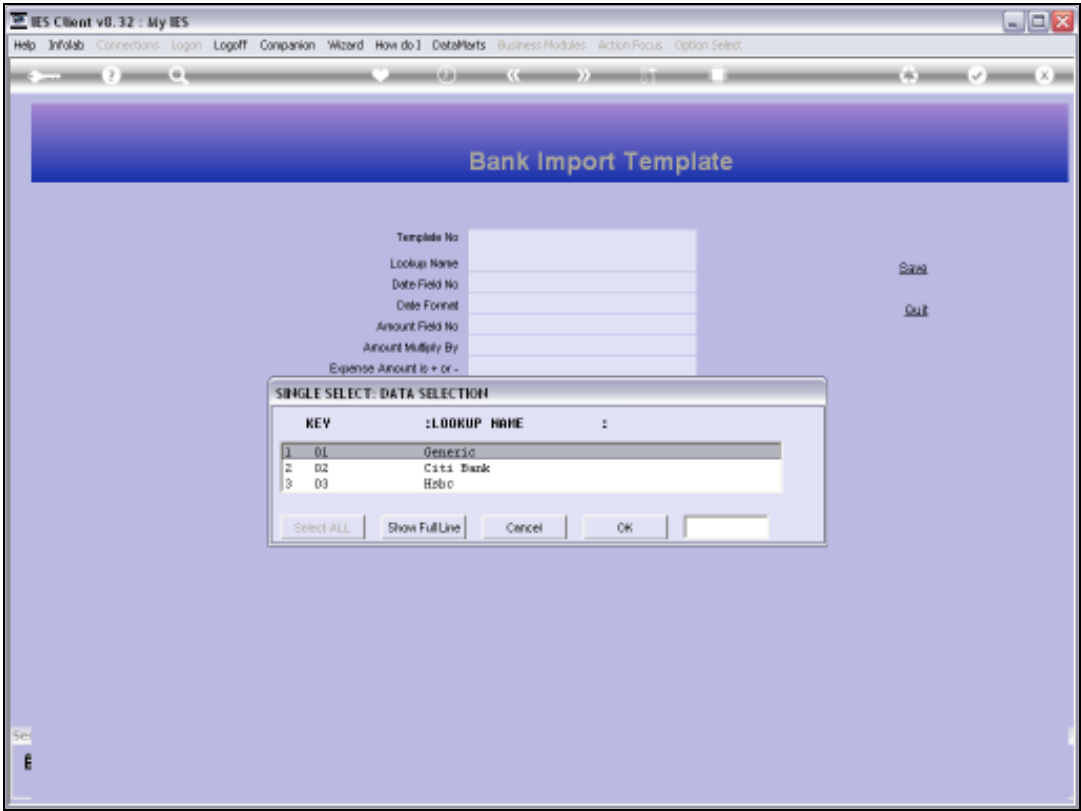 IES Client v8.32 : My IES
Help Infolab Connections Logon Logoff Companion Wizard How do I DataMarts Business Modules Action Focus Option Select
Bank Import Template
Template No
Lookup Name
Save
Date Field No
Date Format
Quit
Amount Field No
Amount Multiply By
Expense Amount is + or -
SINGLE SELECT: DATA SELECTION
KEY :LOOKUP NAME :
1 01 Generic
2 02 Citi Bank
3 03 Hsbc
Select ALL Show Full Line Cancel OK